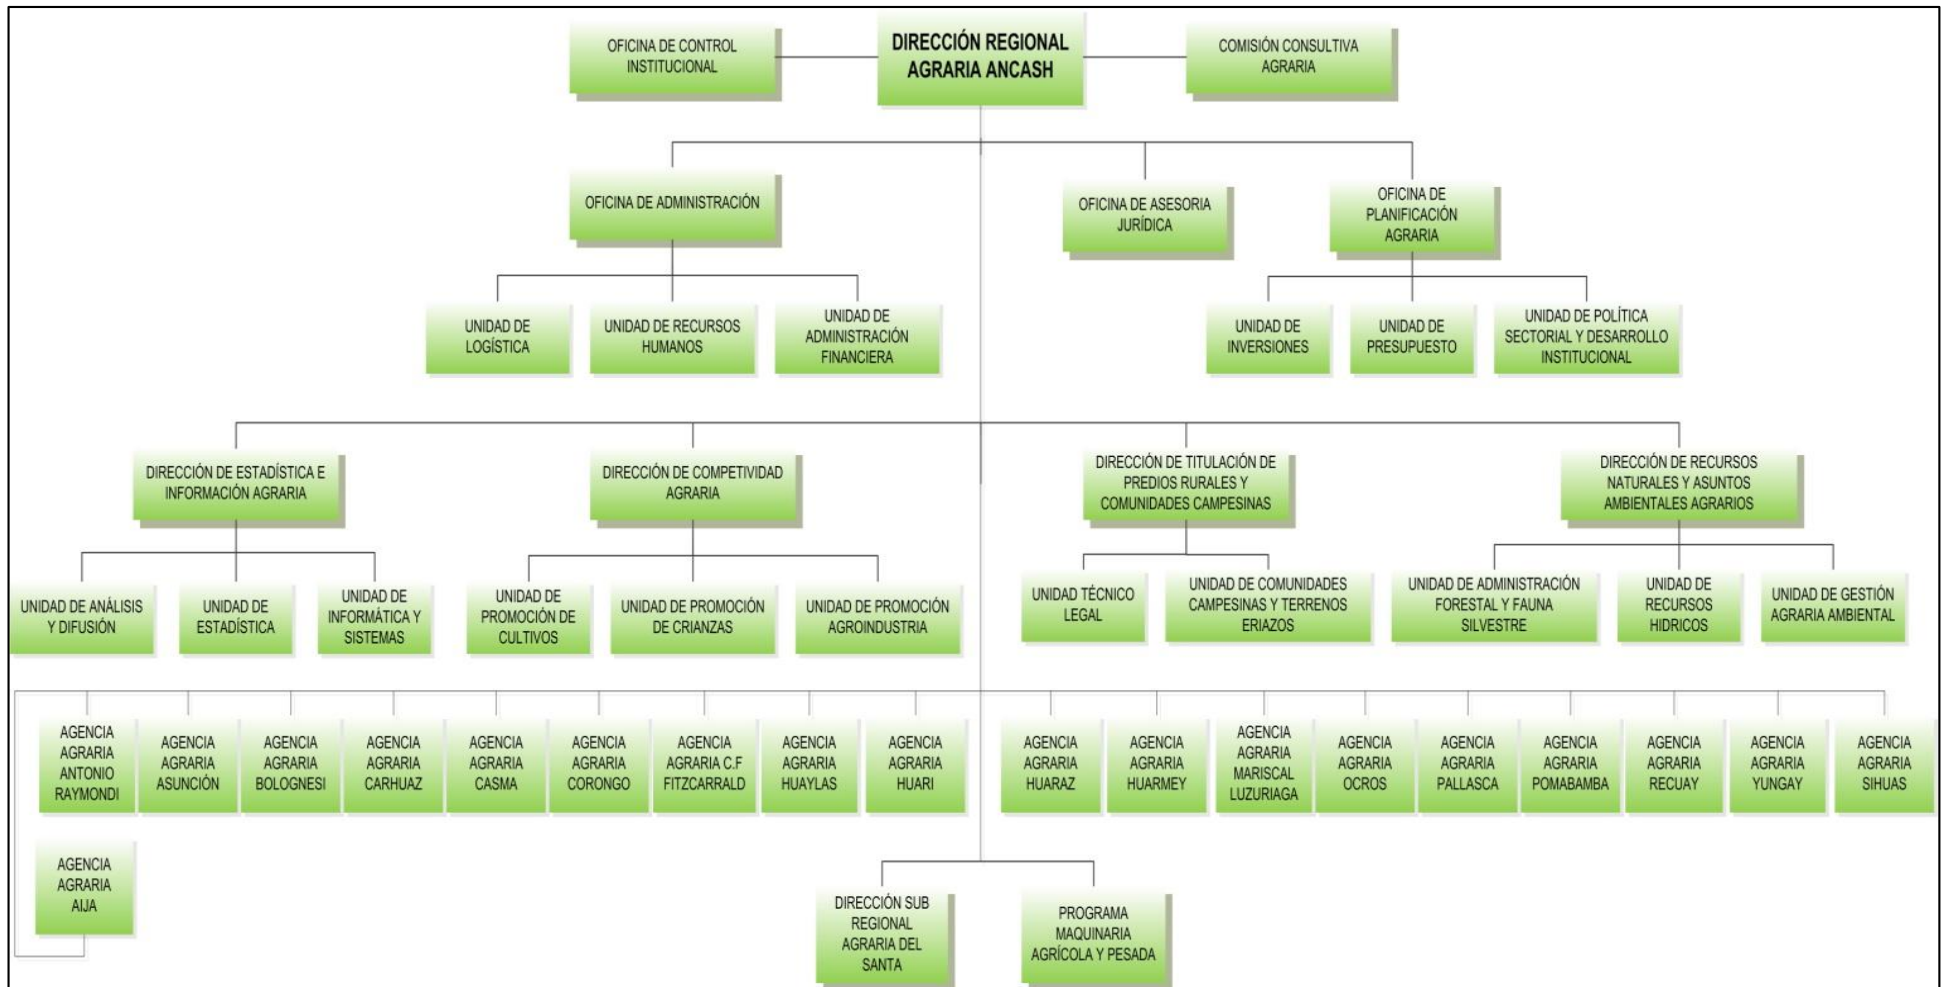 OFICINA DE CONTROL
INSTITUCIONAL
DIRECCIÓN REGIONAL
AGRARIA ANCASH
COMISIÓN CONSULTIVA
AGRARIA
OFICINA DE ADMINISTRACIÓN
OFICINA DE ASESORIA
JURÍDICA
OFICINA DE
PLANIFICACIÓN
AGRARIA
UNIDAD DE
LOGÍSTICA
UNIDAD DE RECURSOS
HUMANOS
UNIDAD DE
ADMINISTRACIÓN
FINANCIERA
UNIDAD DE
INVERSIONES
UNIDAD DE
PRESUPUESTO
UNIDAD DE POLÍTICA
SECTORIAL Y DESARROLLO
INSTITUCIONAL
DIRECCIÓN DE ESTADÍSTICA E
INFORMACIÓN AGRARIA
DIRECCIÓN DE COMPETIVIDAD
AGRARIA
DIRECCIÓN DE TITULACIÓN DE
PREDIOS RURALES Y
COMUNIDADES CAMPESINAS
DIRECCIÓN DE RECURSOS
NATURALES Y ASUNTOS
AMBIENTALES AGRARIOS
UNIDAD DE ANÁLISIS
Y DIFUSIÓN
UNIDAD DE
ESTADÍSTICA
UNIDAD DE
INFORMÁTICA Y
SISTEMAS
UNIDAD DE
PROMOCIÓN DE
CULTIVOS
UNIDAD DE PROMOCIÓN
DE CRIANZAS
UNIDAD DE PROMOCIÓN
AGROINDUSTRIA
UNIDAD TÉCNICO
LEGAL
UNIDAD DE COMUNIDADES
CAMPESINAS Y TERRENOS
ERIAZOS
UNIDAD DE ADMINISTRACIÓN
FORESTAL Y FAUNA
SILVESTRE
UNIDAD DE
RECURSOS
HIDRICOS
UNIDAD DE GESTIÓN
AGRARIA AMBIENTAL
AGENCIA
AGRARIA
ANTONIO
RAYMONDI
AGENCIA
AGRARIA
ASUNCIÓN
AGENCIA
AGRARIA
BOLOGNESI
AGENCIA
AGRARIA
CARHUAZ
AGENCIA
AGRARIA
CASMA
AGENCIA
AGRARIA
CORONGO
AGENCIA
AGRARIA C.F
FITZCARRALD
AGENCIA
AGRARIA
HUAYLAS
AGENCIA
AGRARIA
HUARI
AGENCIA
AGRARIA
HUARAZ
AGENCIA
AGRARIA
HUARMEY
AGENCIA
AGRARIA
MARISCAL
LUZURIAGA
AGENCIA
AGRARIA
OCROS
AGENCIA
AGRARIA
PALLASCA
AGENCIA
AGRARIA
POMABAMBA
AGENCIA
AGRARIA
RECUAY
AGENCIA
AGRARIA
YUNGAY
AGENCIA
AGRARIA
SIHUAS
AGENCIA
AGRARIA
AIJA
DIRECCIÓN SUB
REGIONAL
AGRARIA DEL
SANTA
PROGRAMA
MAQUINARIA
AGRÍCOLA Y PESADA